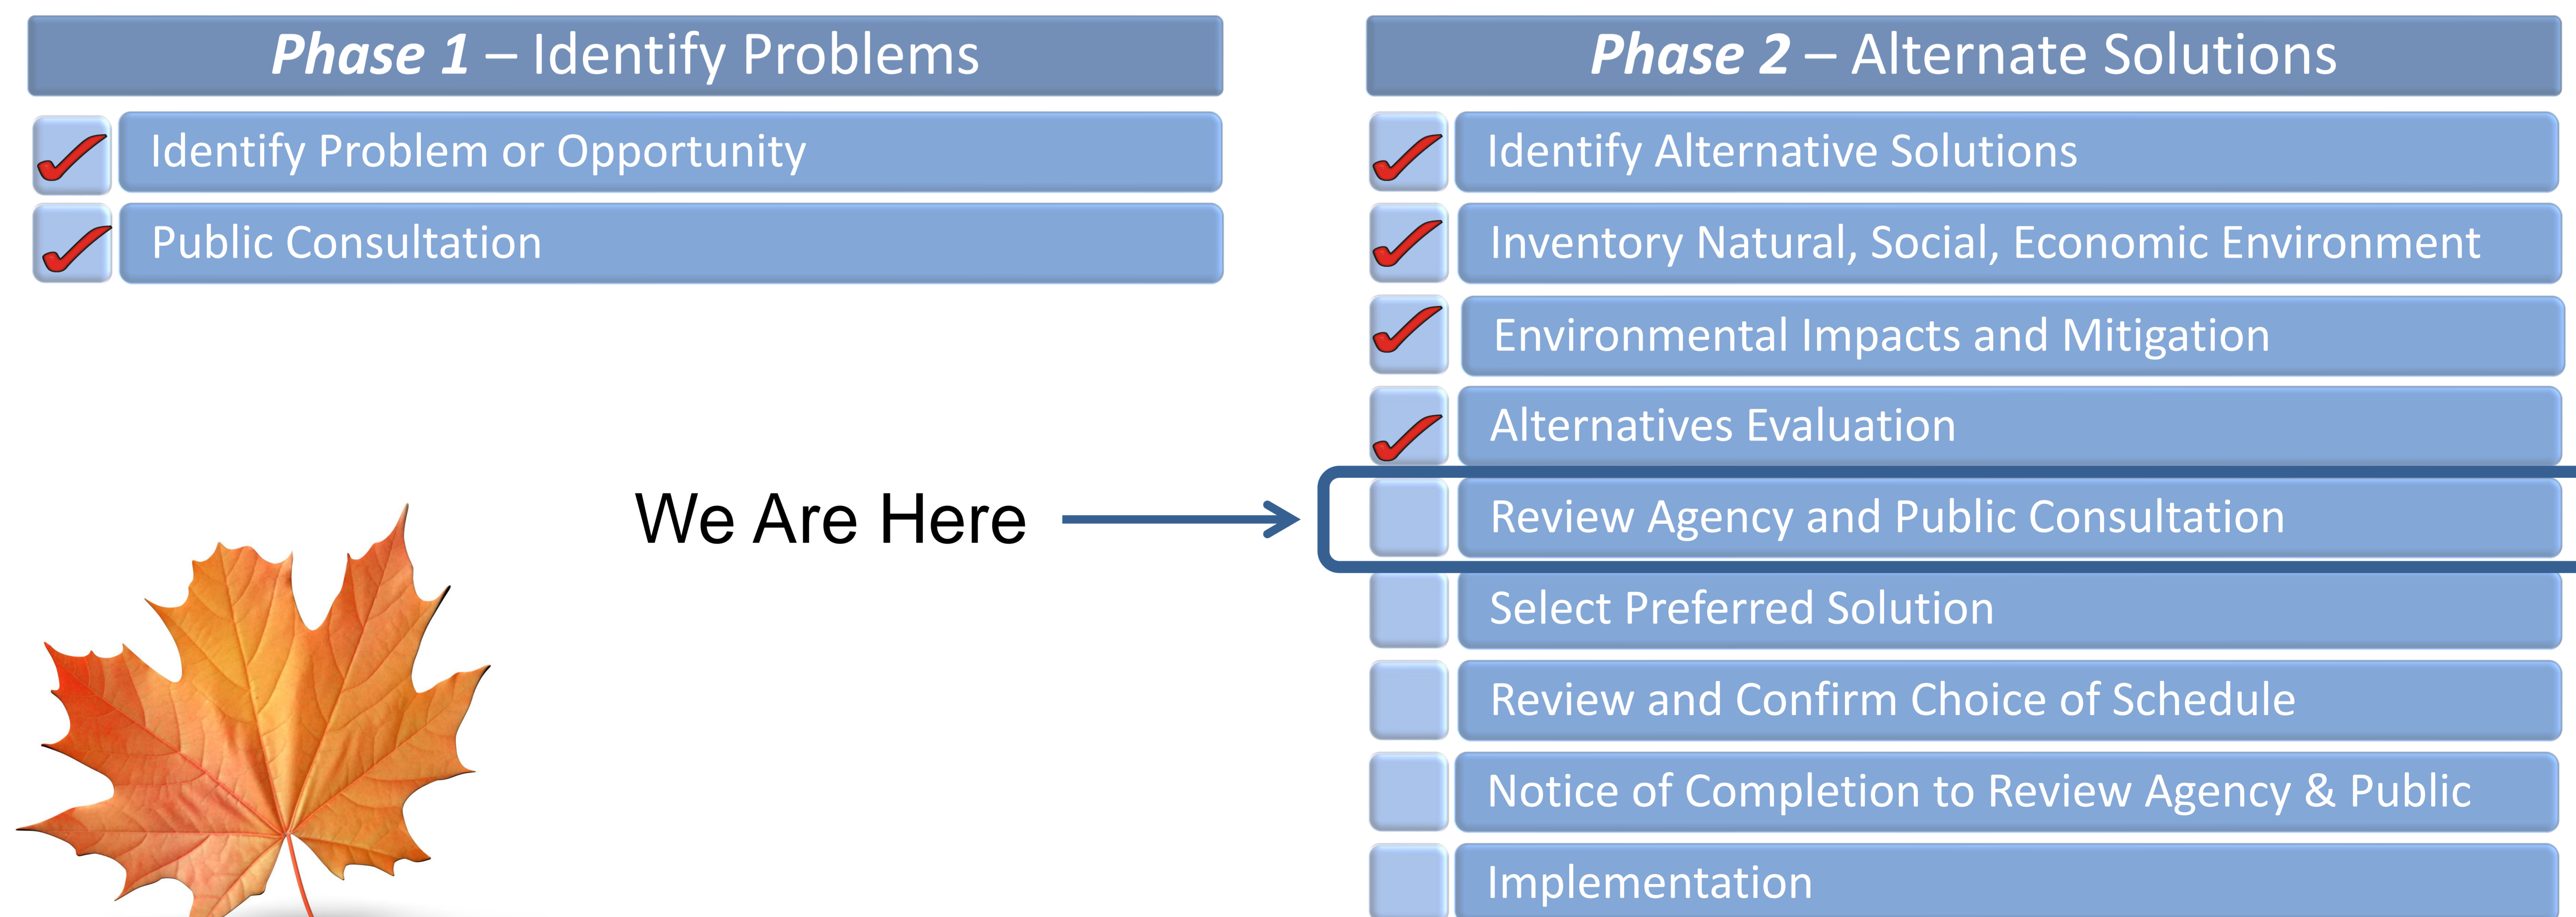 Phase 1 – Identify Problems
Identify Problem or Opportunity
Public Consultation
Phase 2 – Alternate Solutions
Identify Alternative Solutions
Inventory Natural, Social, Economic Environment
Environmental Impacts and Mitigation
Alternatives Evaluation
We Are Here
Review Agency and Public Consultation
Select Preferred Solution
Review and Confirm Choice of Schedule
Notice of Completion to Review Agency & Public
Implementation